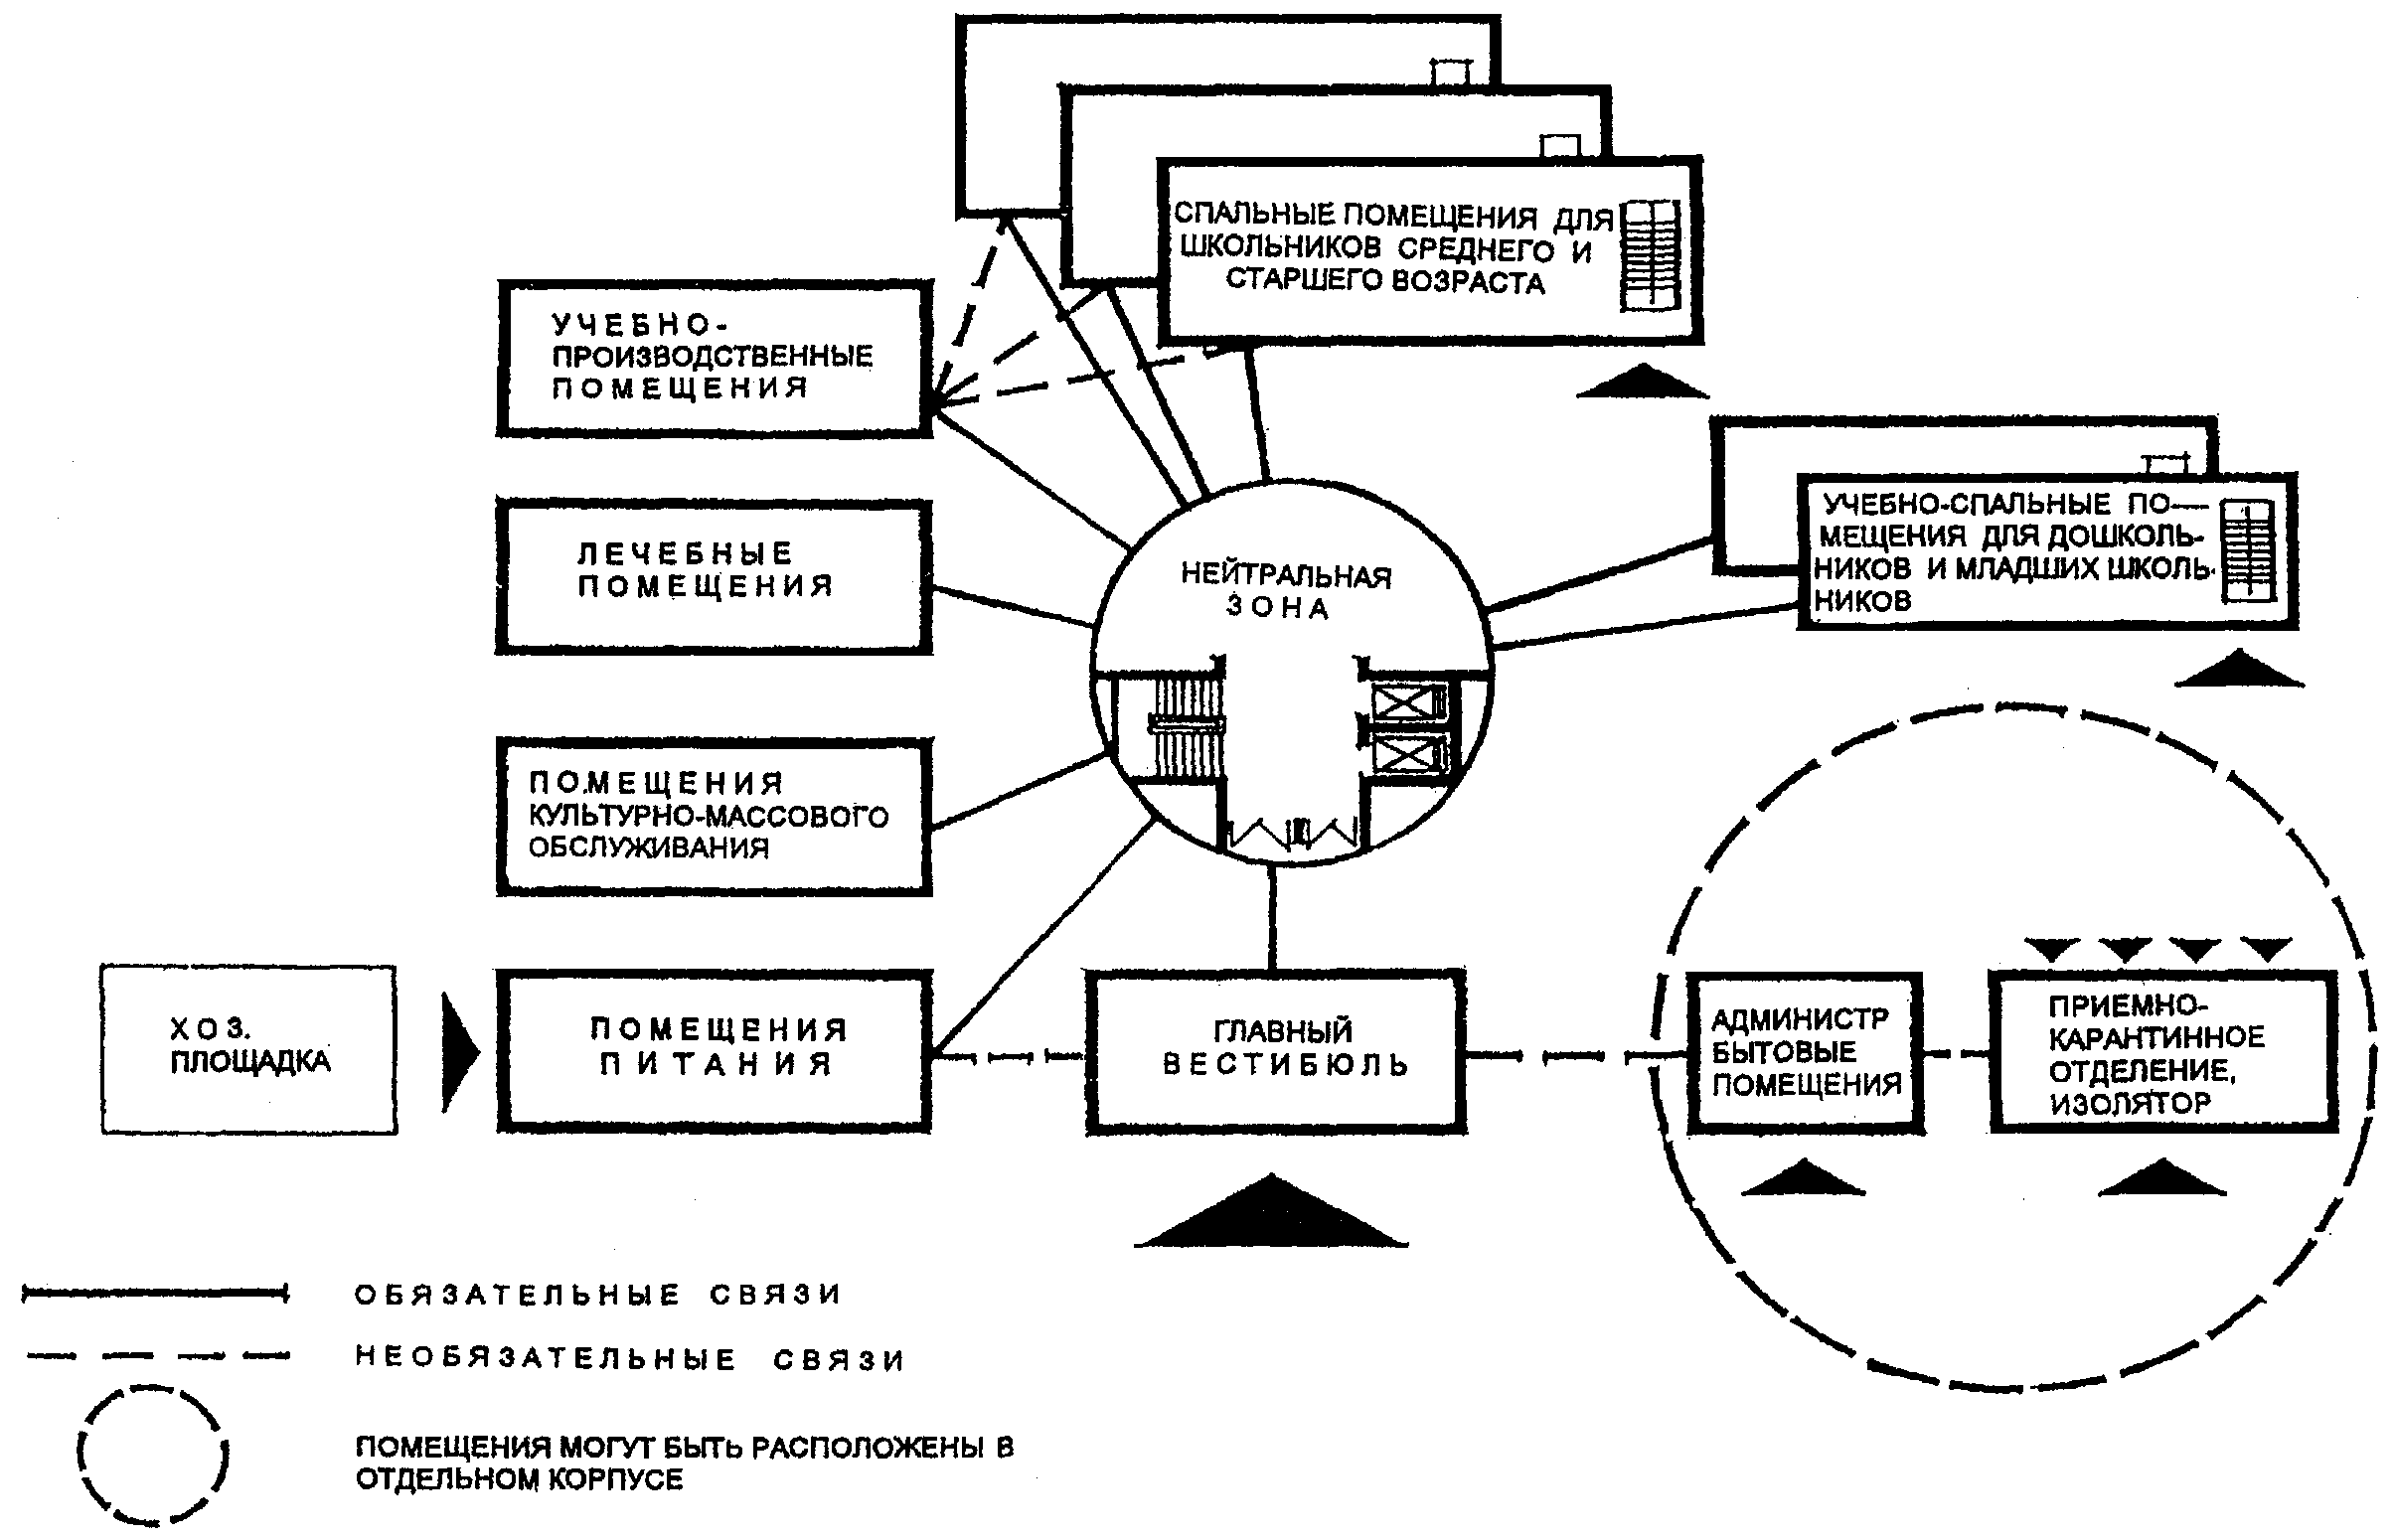 СПАЛЬНЫЕ ПОМЕЩЕНИЯ ДЛЯ
ШКОЛЬНИКОВ СРЕДНЕГО И
СТАРШЕГО ВОЗРАСТА
УЧЕБНО-
ПРОИЗВОДСТВЕННЫЕ
ПОМЕЩЕНИЯ
УЧЕБНО-СПАЛЬНЫЕ ПО—
МЕЩЕНИЯ ДЛЯ ДОШКОЛЬ-
НИКОВ И МЛАДШИХ ШКОЛЬ-
НИКОВ
ЛЕЧЕБНЫЕ
ПОМЕЩЕНИЯ
НЕЙТРАЛЬНАЯ
ЗОНА
ПОМЕЩЕНИЯ
КУЛЬТУРНО-МАССОВОГО
ОБСЛУЖИВАНИЯ
ХОЗ.
ПЛОЩАДКА
ПОМЕЩЕНИЯ
ПИТАНИЯ
ГЛАВНЫЙ
ВЕСТИБЮЛЬ
АДМИНИСТР
БЫТОВЫЕ
ПОМЕЩЕНИЯ
ПРИЕМНО-
КАРАНТИННОЕ
ОТДЕЛЕНИЕ,
ИЗОЛЯТОР
ОБЯЗАТЕЛЬНЫЕ СВЯЗИ
НЕОБЯЗАТЕЛЬНЫЕ СВЯЗИ
ПОМЕЩЕНИЯ МОГУТ БЫТЬ РАСПОЛОЖЕНЫ В
ОТДЕЛЬНОМ КОРПУСЕ